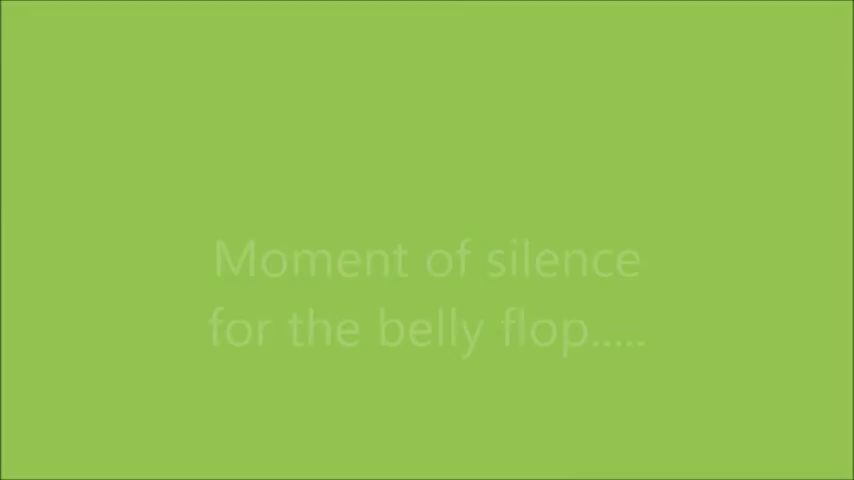 Moment of silence
for the belly flop.....